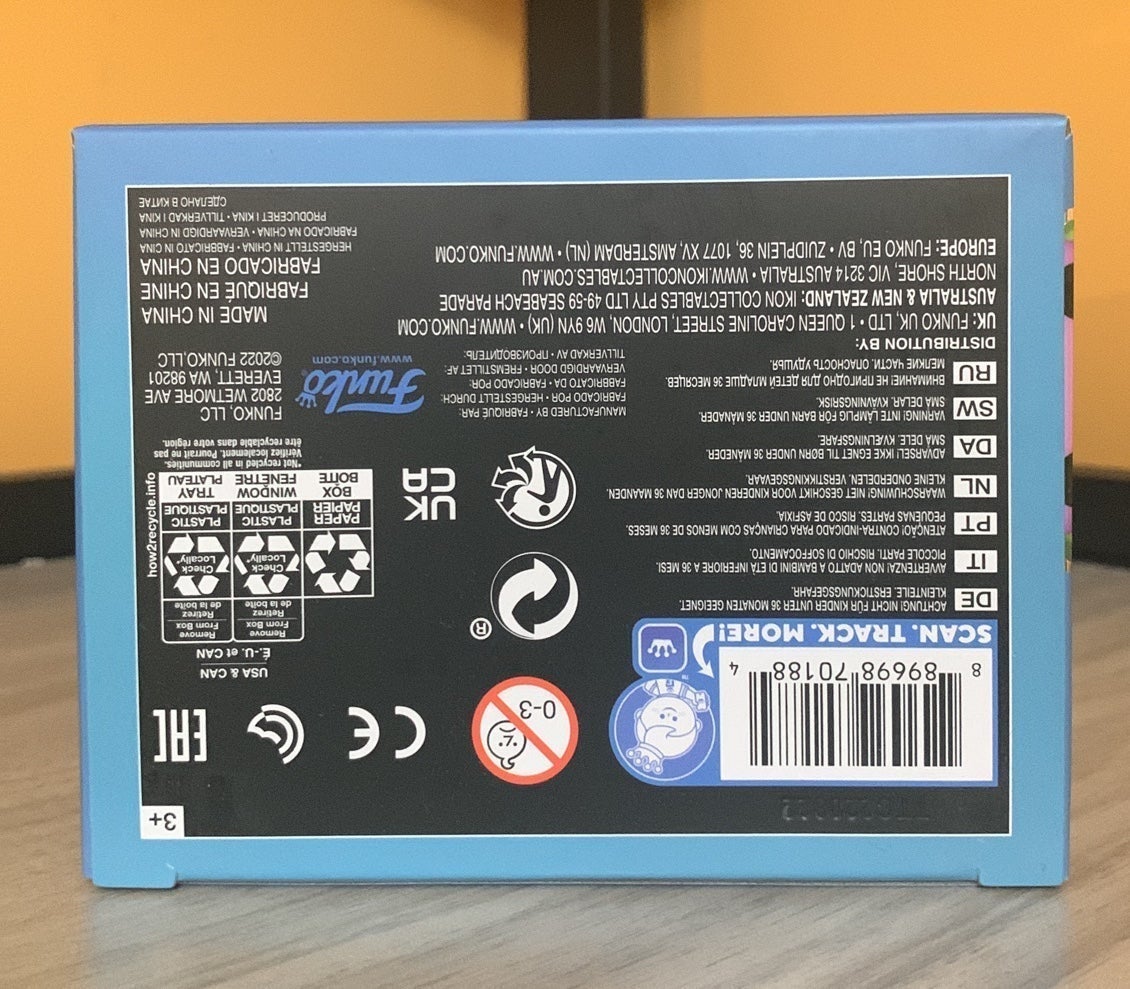 3+
8 89698 70188 4
™
SCAN. TRACK. MORE!
0-3
®
USA & CAN
É.-U. et CAN
Remove
From Box
Retirez
de la boîte
Remove
From Box
Retirez
de la boîte
Check
Locally*
Check
Locally*
PAPER
BOX
PAPIER
BOÎTE
PLASTIC
WINDOW
PLASTIQUE
FENÊTRE
PLASTIC
TRAY
PLASTIQUE
PLATEAU
*Not recycled in all communities.
Vérifiez localement. Pourrait ne pas
être recyclable dans votre région.
how2recycle.info
CE
EAC
UK
CA
DE
ACHTUNG! NICHT FÜR KINDER UNTER 36 MONATEN GEEIGNET
KLEINTEILE. ERSTICKUNGSGEFAHR.
IT
AVVERTENZA! NON ADATTO A BAMBINI DI ETÀ INFERIORE A 36 MESI.
PICCOLE PARTI. RISCHIO DI SOFFOCAMENTO.
PT
ATENÇÃO! CONTRA-INDICADO PARA CRIANÇAS COM MENOS DE 36 MESES.
PEQUENAS PARTES. RISCO DE ASFIXIA.
NL
WAARSCHUWING! NIET GESCHIKT VOOR KINDEREN JONGER DAN 36 MAANDEN.
KLEINE ONDERDELEN. VERSTIKKINGSGEVAAR.
DA
ADVARSEL! IKKE EGNET TIL BØRN UNDER 36 MÅNEDER.
SMÅ DELE. KVÆLNINGSFARE.
SW
VARNING! INTE LÄMPLIG FÖR BARN UNDER 36 MÅNADER.
SMÅ DELAR. KVÄVNINGSRISK.
RU
ВНИМАНИЕ! НЕ ПРИГОДНО ДЛЯ ДЕТЕЙ МЛАДШЕ 36 МЕСЯЦЕВ.
МЕЛКИЕ ЧАСТИ. ОПАСНОСТЬ УДУШЬЯ.
MANUFACTURED BY • FABRIQUÉ PAR:
FABRICADO POR • HERGESTELLT DURCH:
FABRICATO DA • FABRICADO POR:
VERVAARDIGD DOOR • FREMSTILLET AF:
TILLVERKAD AV • ПРОИЗВОДИТЕЛЬ:
Funko
www.funko.com
FUNKO, LLC
2802 WETMORE AVE
EVERETT, WA 98201
©2022 FUNKO,LLC
DISTRIBUTION BY:
UK: FUNKO UK, LTD • 1 QUEEN CAROLINE STREET, LONDON, W6 9YN (UK) • WWW.FUNKO.COM
AUSTRALIA & NEW ZEALAND: IKON COLLECTABLES PTY LTD 49-59 SEABEACH PARADE
NORTH SHORE, VIC 3214 AUSTRALIA • WWW.IKONCOLLECTABLES.COM.AU
EUROPE: FUNKO EU, BV • ZUIDPLEIN 36, 1077 XV, AMSTERDAM (NL) • WWW.FUNKO.COM
MADE IN CHINA
FABRIQUÉ EN CHINE
FABRICADO EN CHINA
HERGESTELLT IN CHINA • FABBRICATO IN CINA
FABRICADO NA CHINA • VERVAARDIGD IN CHINA
PRODUCERET I KINA • TILLVERKAD I KINA
СДЕЛАНО В КИТАЕ